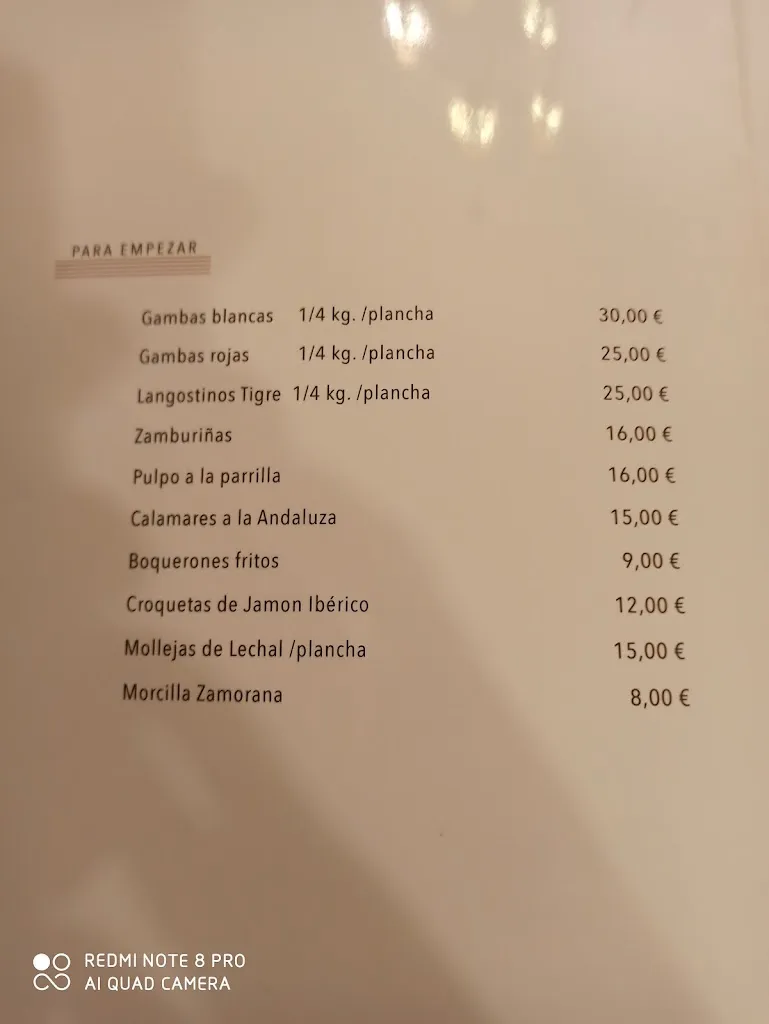 PARA EMPEZAR
Gambas blancas 1/4 kg. /plancha 30,00 €
Gambas rojas 1/4 kg. /plancha 25,00 €
Langostinos Tigre 1/4 kg. /plancha 25,00 €
Zamburiñas 16,00 €
Pulpo a la parrilla 16,00 €
Calamares a la Andaluza 15,00 €
Boquerones fritos 9,00 €
Croquetas de Jamon Ibérico 12,00 €
Mollejas de Lechal /plancha 15,00 €
Morcilla Zamorana 8,00 €
REDMI NOTE 8 PRO
AI QUAD CAMERA